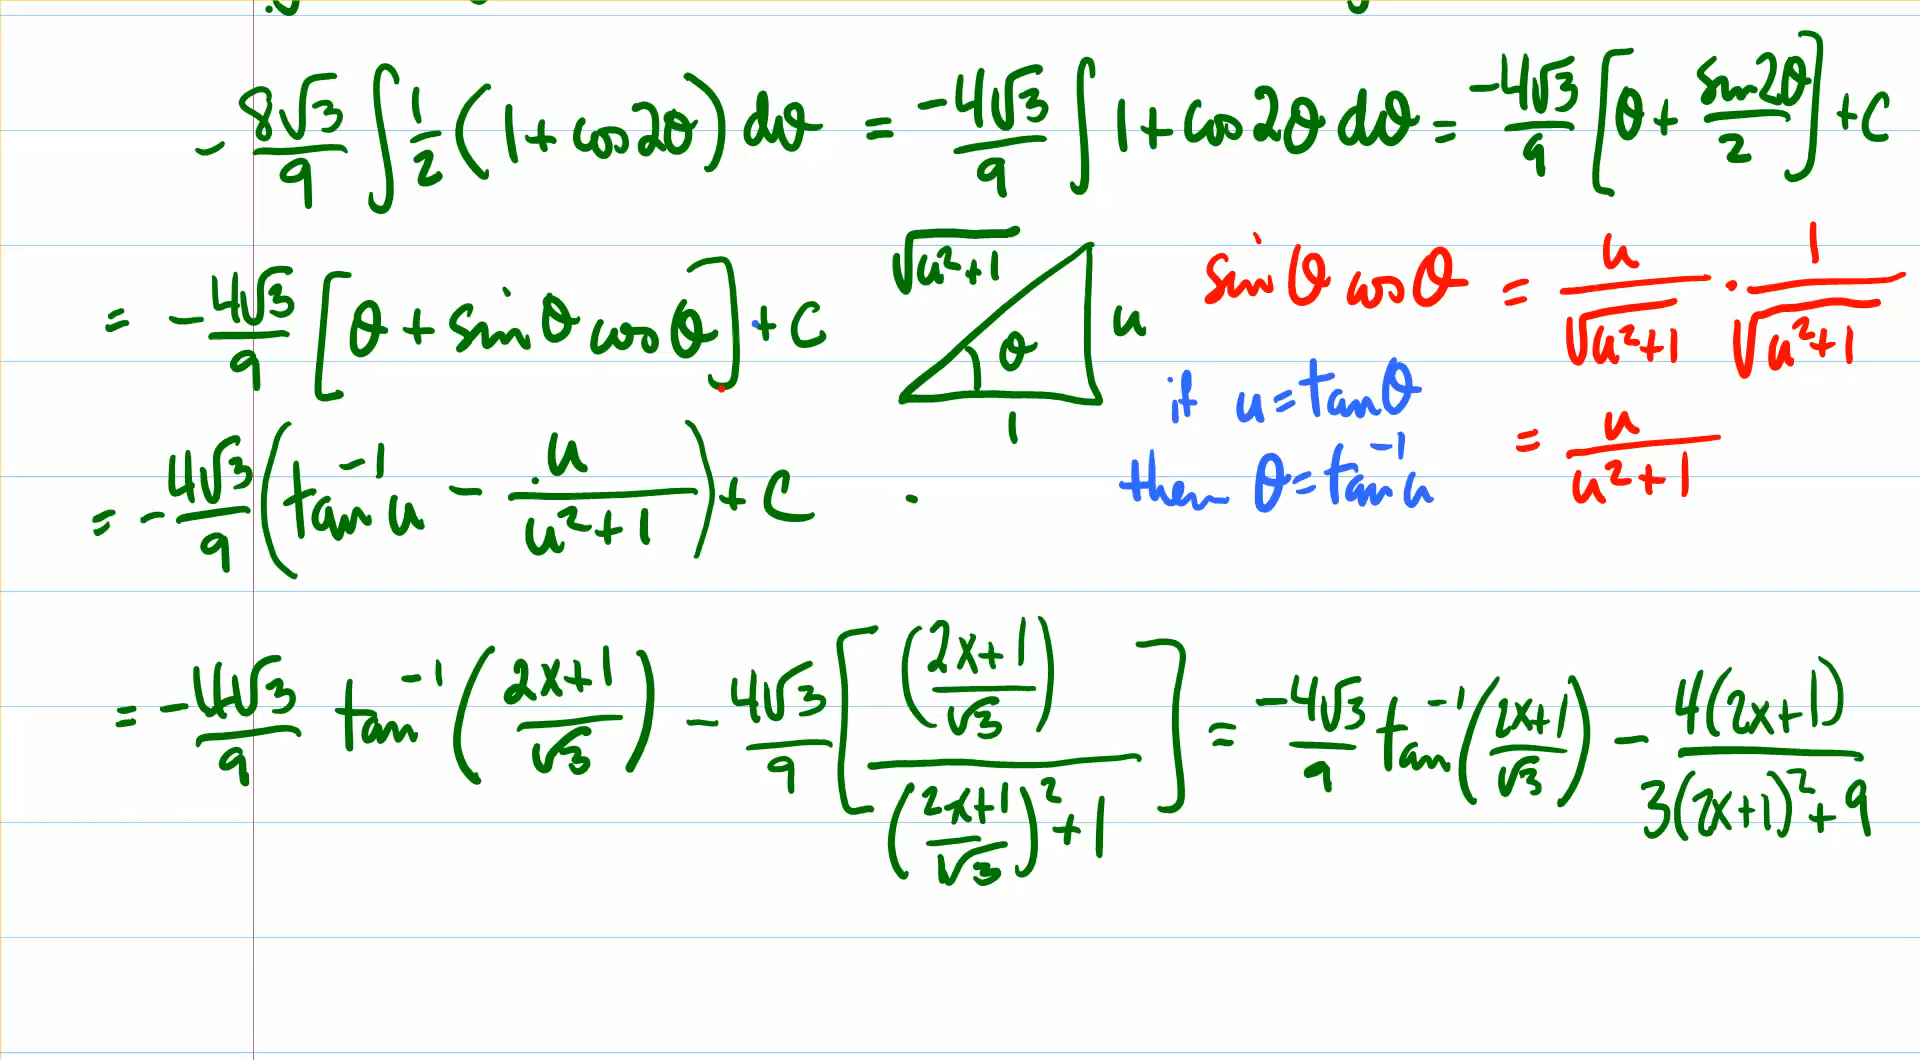 - 8√3/9 ∫ 1/2 (1 + cos2θ) dθ = -4√3/9 ∫ 1 + cos2θ dθ = -4√3/9 [θ + sin2θ/2] + C
= -4√3/9 [θ + sinθ cosθ] + C
√(u²+1)
θ
u
1
sinθ cosθ = u/√(u²+1) · 1/√(u²+1)
if u = tanθ
then θ = tan⁻¹u
= u/(u²+1)
= -4√3/9 (tan⁻¹u - u/(u²+1)) + C
= -4√3/9 tan⁻¹((2x+1)/√3) - 4√3/9 [((2x+1)/√3)/(((2x+1)/√3)²+1)] = -4√3/9 tan⁻¹((2x+1)/√3) - 4(2x+1)/(3(2x+1)²+9)